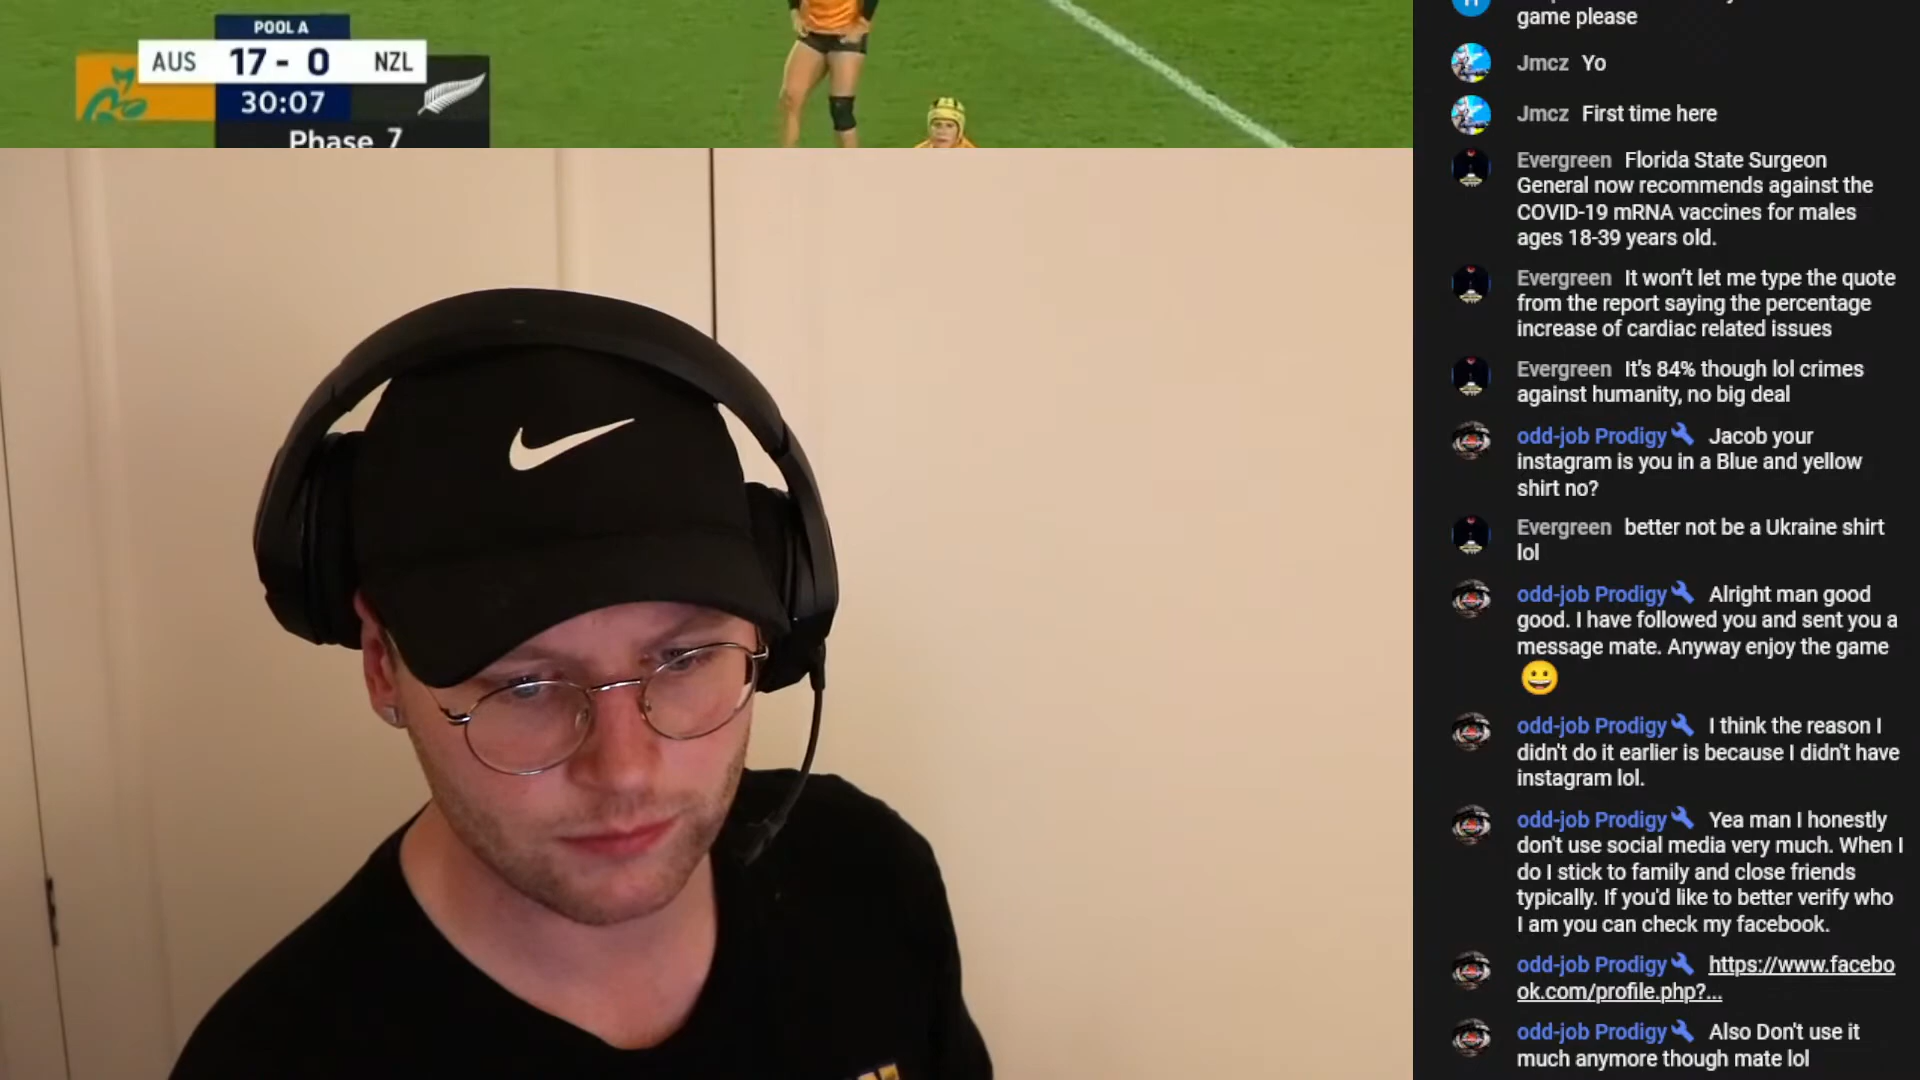 POOL A
AUS 17 - 0 NZL
30:07
Phase 7
game please
Jmcz Yo
Jmcz First time here
Evergreen Florida State Surgeon
General now recommends against the
COVID-19 mRNA vaccines for males
ages 18-39 years old.
Evergreen It won't let me type the quote
from the report saying the percentage
increase of cardiac related issues
Evergreen It's 84% though lol crimes
against humanity, no big deal
odd-job Prodigy Jacob your
instagram is you in a Blue and yellow
shirt no?
Evergreen better not be a Ukraine shirt
lol
odd-job Prodigy Alright man good
good. I have followed you and sent you a
message mate. Anyway enjoy the game
odd-job Prodigy I think the reason I
didn't do it earlier is because I didn't have
instagram lol.
odd-job Prodigy Yea man I honestly
don't use social media very much. When I
do I stick to family and close friends
typically. If you'd like to better verify who
I am you can check my facebook.
odd-job Prodigy https://www.facebo
ok.com/profile.php?...
odd-job Prodigy Also Don't use it
much anymore though mate lol